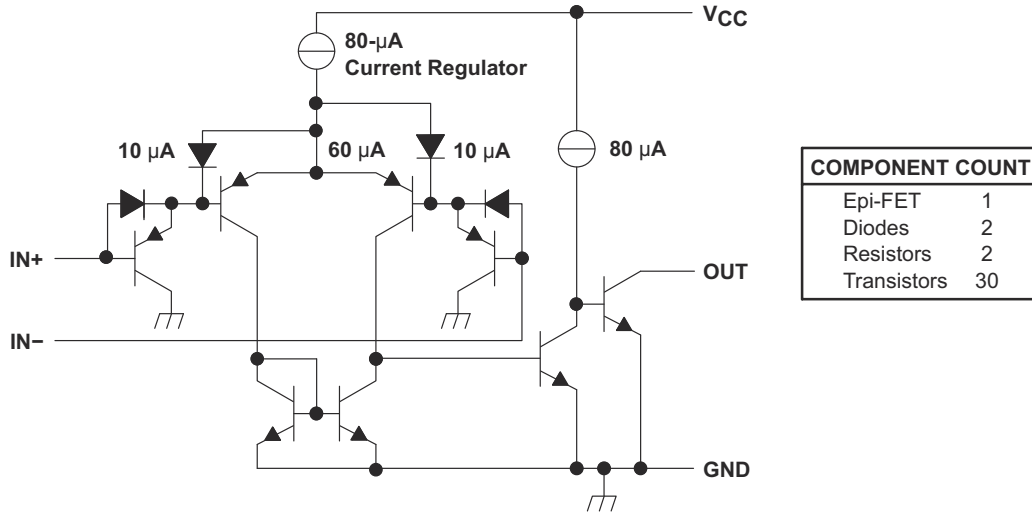 VCC
80-µA
Current Regulator
10 µA
60 µA
10 µA
80 µA
COMPONENT COUNT
Epi-FET 1
Diodes 2
Resistors 2
Transistors 30
IN+
OUT
IN−
GND